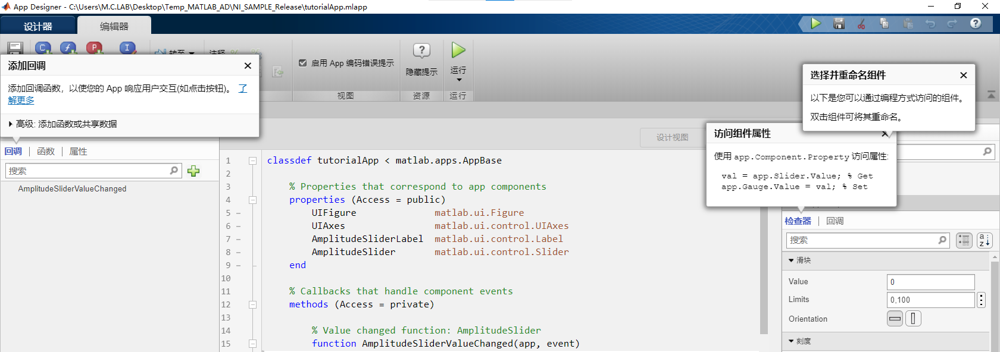 App Designer - C:\Users\M.C.LAB\Desktop\Temp_MATLAB_AD\NI_SAMPLE_Release\tutorialApp.mlapp
设计器
编辑器
转至
注释
启用 App 编码错误提示
隐藏提示
运行
视图
资源
运行
添加回调
添加回调函数，以使您的 App 响应用户交互(如点击按钮)。 了
解更多
高级: 添加函数或共享数据
选择并重命名组件
以下是您可以通过编程方式访问的组件。
双击组件可将其重命名。
设计视图
访问组件属性
使用 app.Component.Property 访问属性:
val = app.Slider.Value; % Get
app.Gauge.Value = val; % Set
回调 | 函数 | 属性
搜索
AmplitudeSliderValueChanged
1 classdef tutorialApp < matlab.apps.AppBase
2
3 % Properties that correspond to app components
4 properties (Access = public)
5 UIFigure matlab.ui.Figure
6 UIAxes matlab.ui.control.UIAxes
7 AmplitudeSliderLabel matlab.ui.control.Label
8 AmplitudeSlider matlab.ui.control.Slider
9 end
10
11 % Callbacks that handle component events
12 methods (Access = private)
13
14 % Value changed function: AmplitudeSlider
15 function AmplitudeSliderValueChanged(app, event)
检查器 | 回调
搜索
滑块
Value 0
Limits 0,100
Orientation
刻度